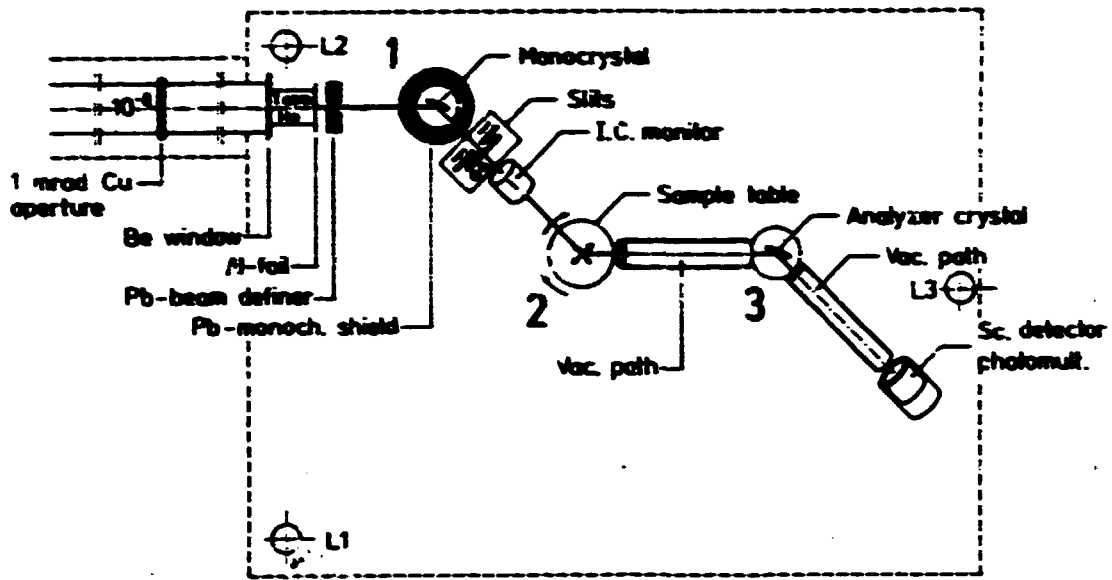 L2
1
Monocrystal
Slits
I.C. monitor
Sample table
Analyzer crystal
Vac. path
L3
Sc. detector
photomult.
1 mrad Cu
aperture
Be window
Al-foil
Pb-beam definer
Pb-monoch. shield
2
3
Vac. path
L1